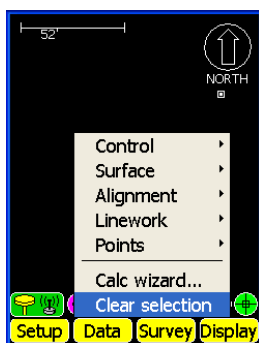 52'
NORTH
Control
Surface
Alignment
Linework
Points
Calc wizard...
Clear selection
Setup Data Survey Display